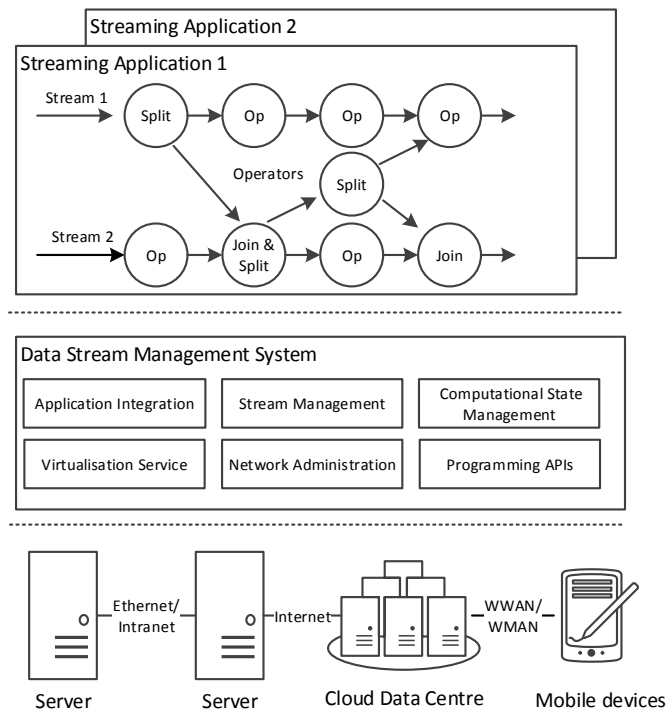 Streaming Application 2
Streaming Application 1
Stream 1
Split
Op
Op
Op
Operators
Split
Stream 2
Op
Join &
Split
Op
Join
Data Stream Management System
Application Integration
Stream Management
Computational State
Management
Virtualisation Service
Network Administration
Programming APIs
Ethernet/
Intranet
Internet
WWAN/
WMAN
Server
Server
Cloud Data Centre
Mobile devices